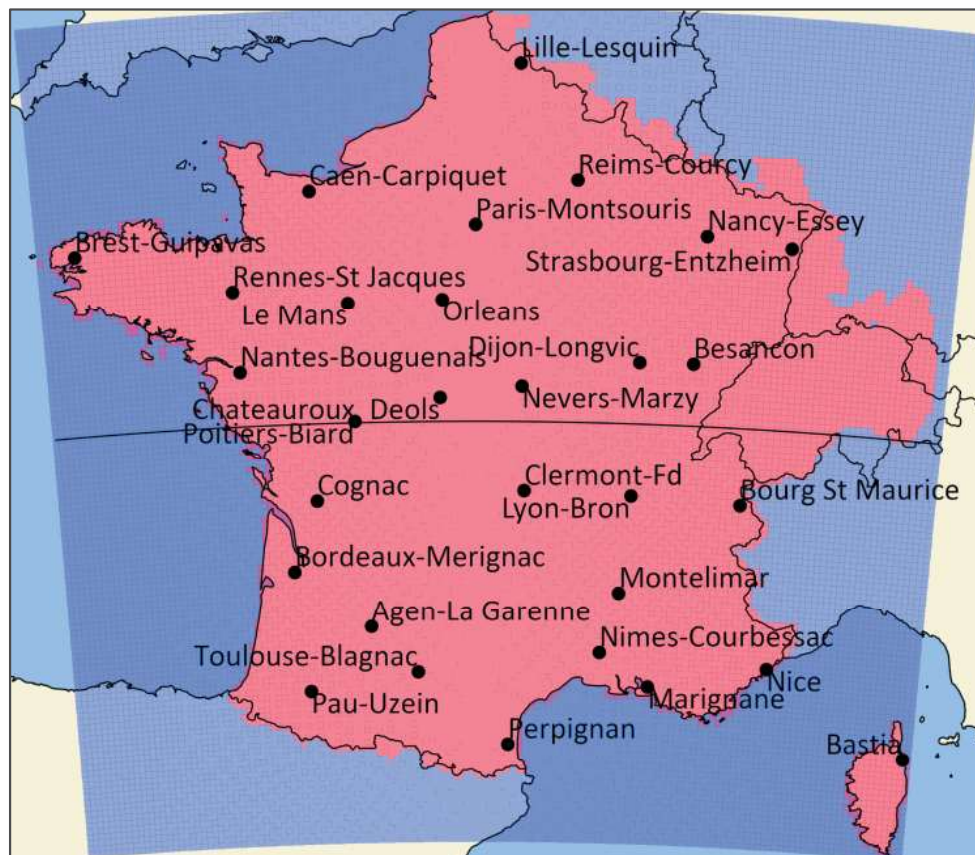 Lille-Lesquin
Reims-Courcy
Caen-Carpiquet
Paris-Montsouris
Nancy-Essey
Brest-Guipavas
Strasbourg-Entzheim
Rennes-St Jacques
Le Mans
Orleans
Dijon-Longvic
Besancon
Nantes-Bouguenais
Nevers-Marzy
Chateauroux Deols
Poitiers-Biard
Clermont-Fd
Cognac
Bourg St Maurice
Lyon-Bron
Bordeaux-Merignac
Montelimar
Agen-La Garenne
Nimes-Courbessac
Toulouse-Blagnac
Nice
Marignane
Pau-Uzein
Perpignan
Bastia